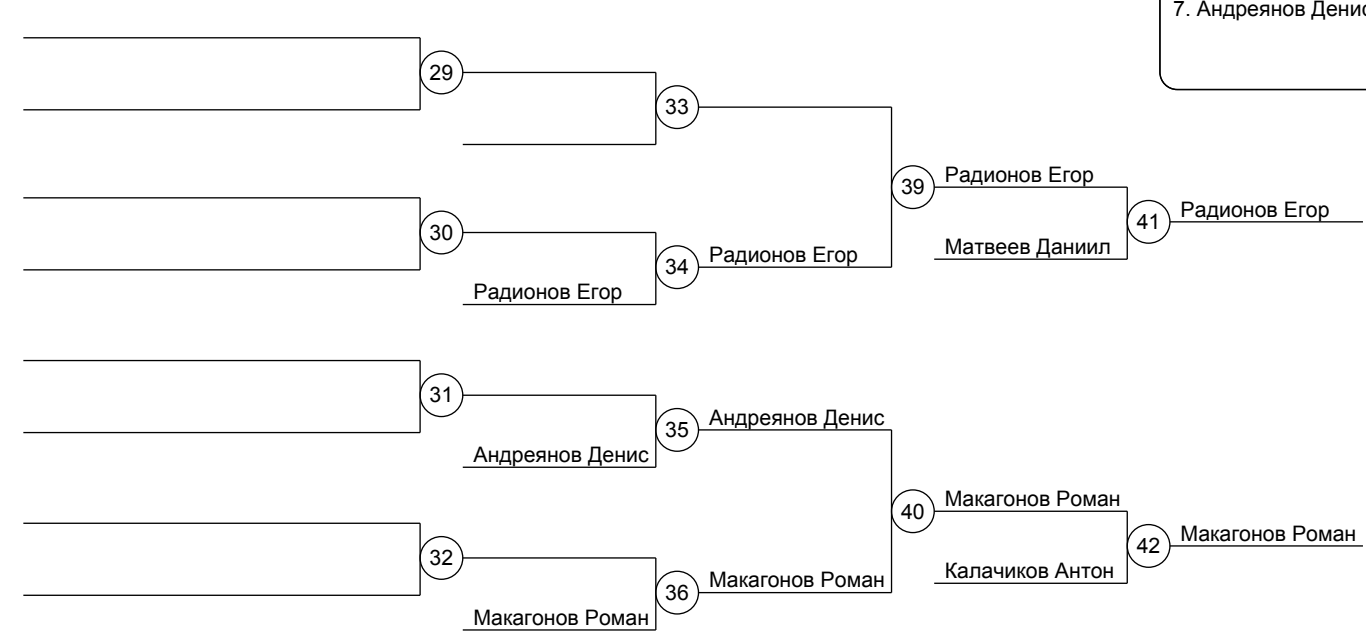 7. Андреянов Денис
29
33
Радионов Егор
39
Радионов Егор
41
30
Матвеев Даниил
Радионов Егор
34
Радионов Егор
31
Андреянов Денис
35
Андреянов Денис
Макагонов Роман
40
Макагонов Роман
42
32
Калачиков Антон
Макагонов Роман
36
Макагонов Роман